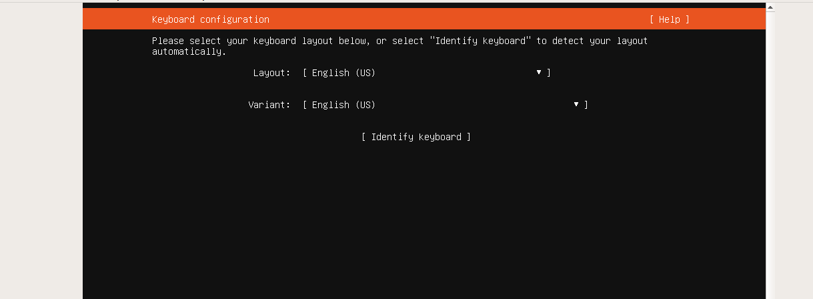 Keyboard configuration [ Help ]
Please select your keyboard layout below, or select "Identify keyboard" to detect your layout
automatically.
Layout: [ English (US) ▼ ]
Variant: [ English (US) ▼ ]
[ Identify keyboard ]